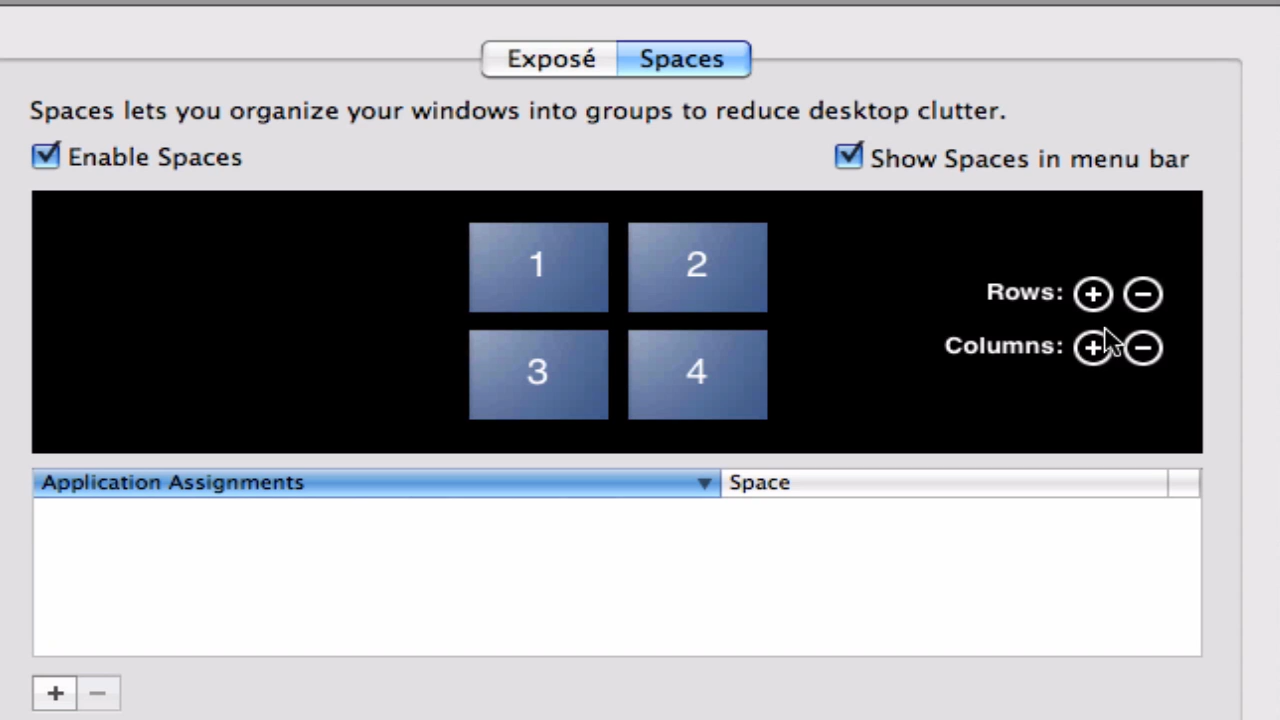 Exposé Spaces
Spaces lets you organize your windows into groups to reduce desktop clutter.
Enable Spaces Show Spaces in menu bar
1 2
Rows: + −
3 4
Columns: + −
Application Assignments Space
+ −